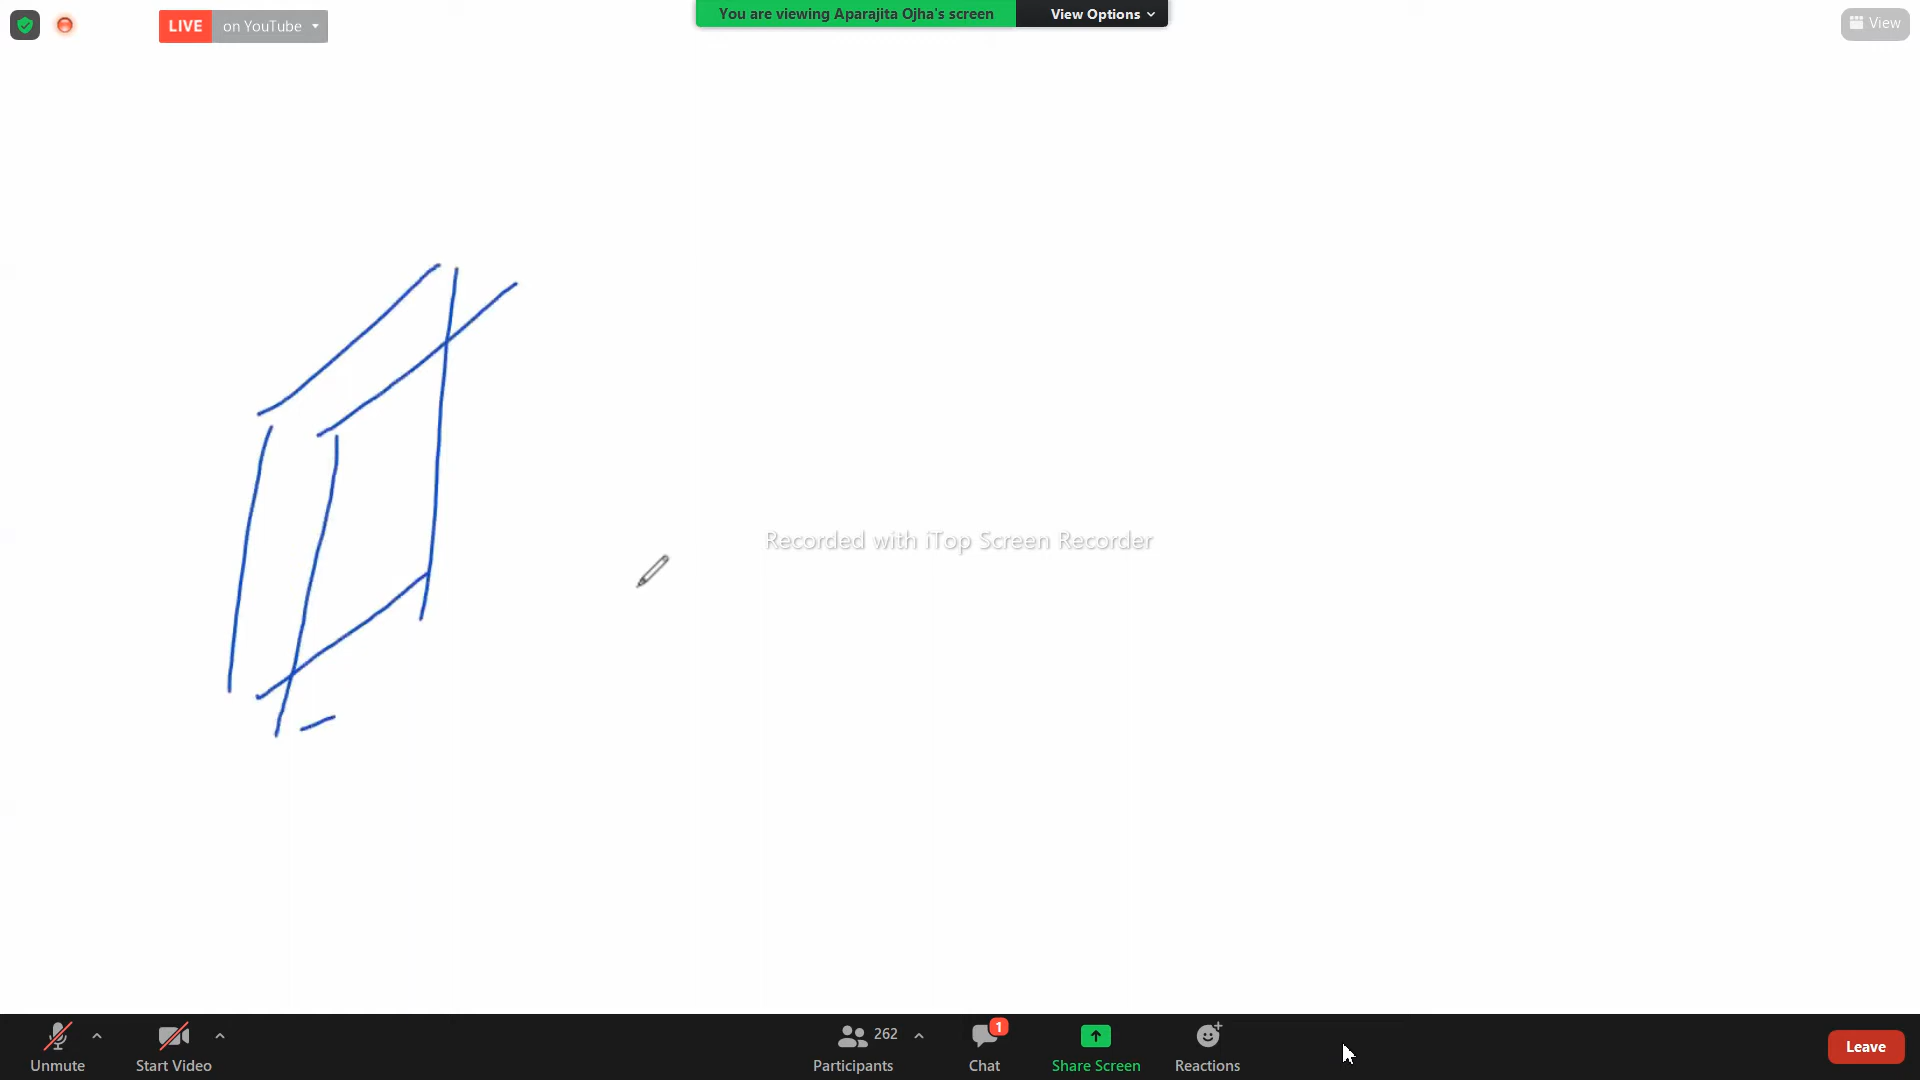 LIVE on YouTube
You are viewing Aparajita Ojha's screen View Options
View
Recorded with iTop Screen Recorder
262
1
Unmute
Start Video
Participants
Chat
Share Screen
Reactions
Leave